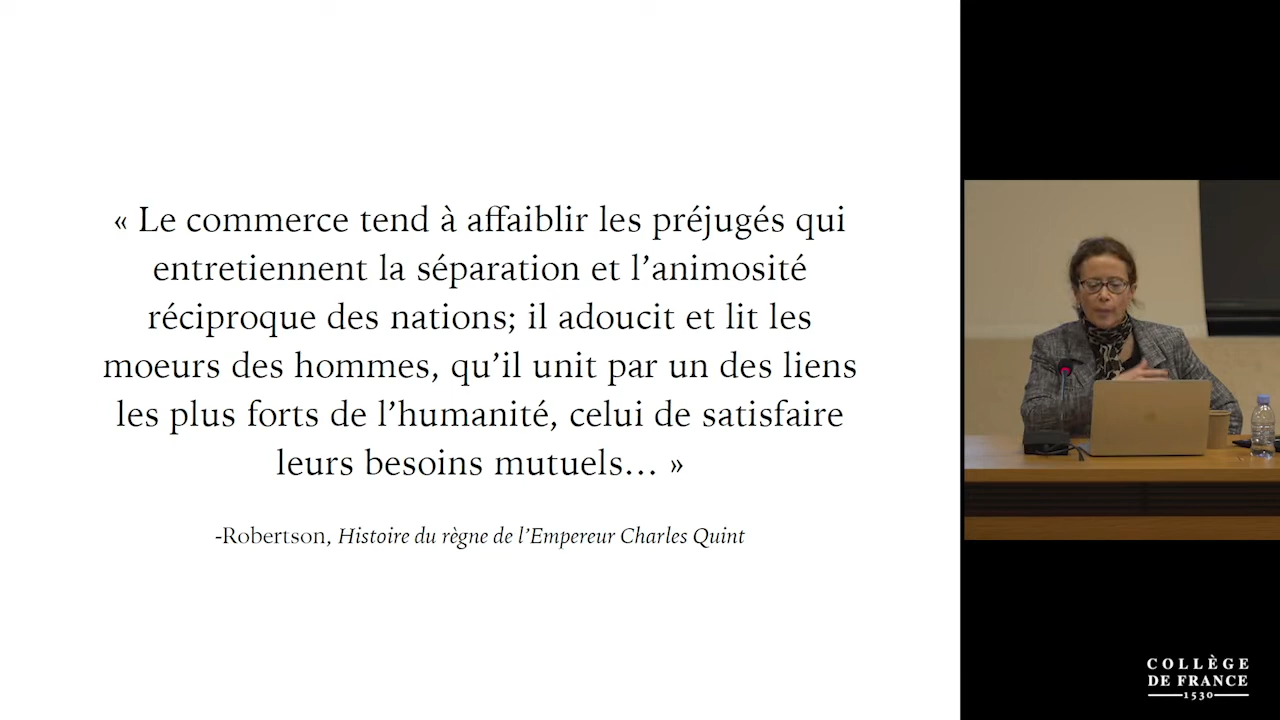 « Le commerce tend à affaiblir les préjugés qui
entretiennent la séparation et l’animosité
réciproque des nations; il adoucit et lit les
moeurs des hommes, qu’il unit par un des liens
les plus forts de l’humanité, celui de satisfaire
leurs besoins mutuels… »
-Robertson, Histoire du règne de l’Empereur Charles Quint
COLLÈGE
DE FRANCE
1530